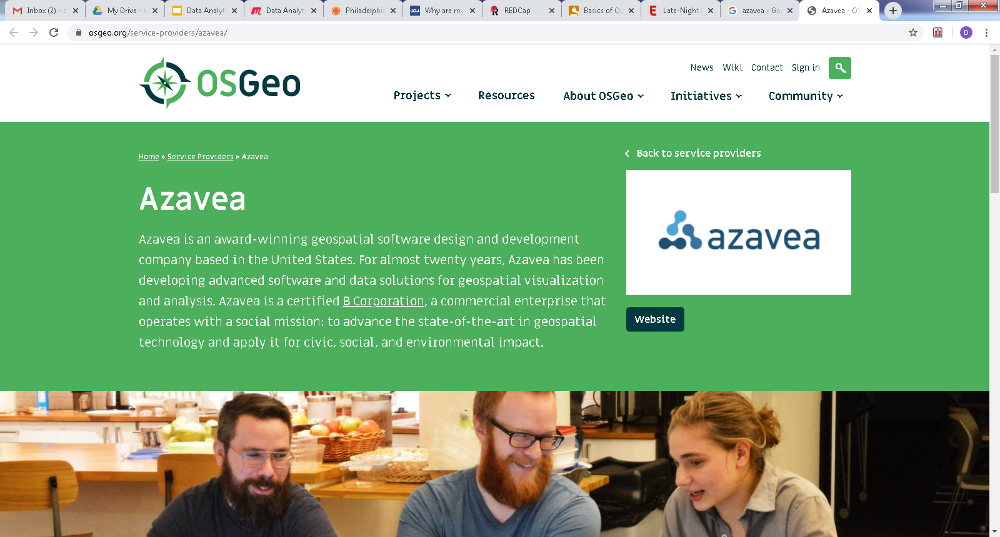 Inbox (2) - c
My Drive - G
Data Analyt
Data Analyt
Philadelphia
UCLA
Why are my
REDCap
Basics of Qu
Late-Night
azavea - Go
Azavea - OS
osgeo.org/service-providers/azavea/
D
OSGeo
News Wiki Contact Sign in
Projects Resources About OSGeo Initiatives Community
Home » Service Providers » Azavea
Back to service providers
Azavea
Azavea is an award-winning geospatial software design and development
company based in the United States. For almost twenty years, Azavea has been
developing advanced software and data solutions for geospatial visualization
and analysis. Azavea is a certified B Corporation, a commercial enterprise that
operates with a social mission: to advance the state-of-the-art in geospatial
technology and apply it for civic, social, and environmental impact.
azavea
Website